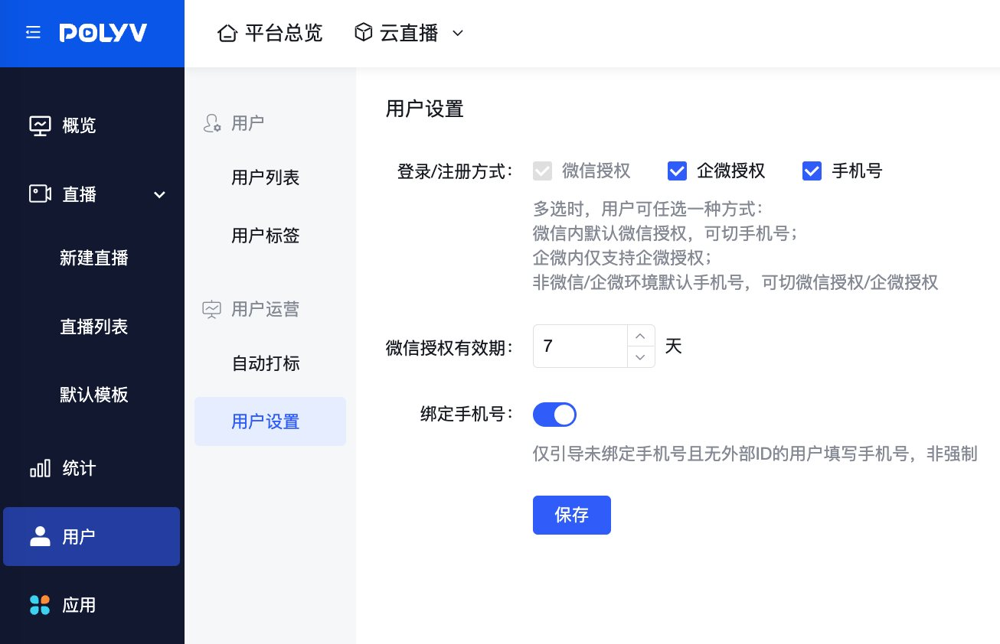 POLYV
平台总览
云直播
概览
直播
新建直播
直播列表
默认模板
统计
用户
应用
用户
用户列表
用户标签
用户运营
自动打标
用户设置
用户设置
登录/注册方式：
微信授权
企微授权
手机号
多选时，用户可任选一种方式：
微信内默认微信授权，可切手机号；
企微内仅支持企微授权；
非微信/企微环境默认手机号，可切微信授权/企微授权
微信授权有效期：
7
天
绑定手机号：
仅引导未绑定手机号且无外部ID的用户填写手机号，非强制
保存